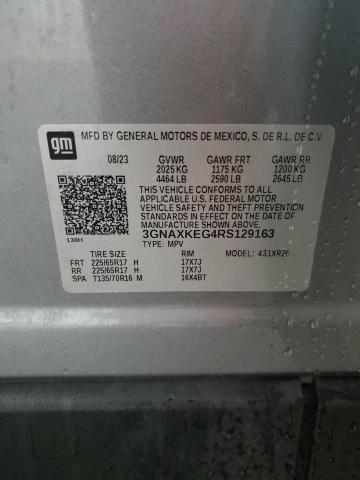 gm
MFD BY GENERAL MOTORS DE MEXICO, S. DE R.L. DE C.V.
08/23 GVWR GAWR FRT GAWR RR
2025 KG 1175 KG 1200 KG
4464 LB 2590 LB 2645 LB
THIS VEHICLE CONFORMS TO ALL
APPLICABLE U.S. FEDERAL MOTOR
VEHICLE SAFETY, BUMPER, AND THEFT
PREVENTION STANDARDS IN EFFECT ON
THE DATE OF MANUFACTURE SHOWN ABOVE.
3GNAXKEG4RS129163
TYPE: MPV
TIRE SIZE RIM MODEL: 431XR26
FRT 225/65R17 H 17X7J
RR 225/65R17 H 17X7J
SPA T135/70R16 M 16X4BT